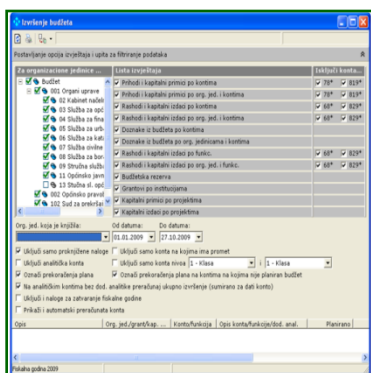 Izvršenje budžeta
Postavljanje opcija izvještaja i upita za filtriranje podataka
Za organizacione jedinice ...
Budžet
001 Organi uprave
02 Kabinet načeln
03 Služba za opć
04 Služba za fina
05 Služba za urba
06 Služba za kata
07 Služba civilne
08 Služba za bora
09 Stručna služb
11 Općinsko javn
13 Stučna sl. opć
002 Općinsko pravob
102 Sud za prekršaj
Lista izvještaja
Uključi konta...
Prihodi i kapitalni primici po kontima 78* 819*
Prihodi i kapitalni primici po org. jed. i kontima 78* 819*
Rashodi i kapitalni izdaci po kontima 68* 829*
Rashodi i kapitalni izdaci po org. jed. i kontima 68* 829*
Doznake iz budžeta po kontima
Doznake iz budžeta po org. jedinicama i kontima
Rashodi i kapitalni izdaci po funkc. 68* 829*
Rashodi i kapitalni izdaci po org. jed. i funkc. 68* 829*
Budžetska rezerva
Grantovi po institucijama
Kapitalni primici po projektima
Kapitalni izdaci po projektima
Org. jed. koja je knjižila: Od datuma: Do datuma:
01.01.2009 27.10.2009
Uključi samo proknjižene naloge Uključi samo konta na kojima ima promet
Uključi analitička konta Uključi samo konta nivoa 1 - Klasa i 1 - Klasa
Označi prekoračenja plana Označi prekoračenja plana na kontima na kojima nije planiran budžet
Na analitičkim kontima bez dod. analitike preračunaj ukupno izvršenje (sumirano za dati konto)
Uključi i naloge za zatvaranje fiskalne godine
Prikaži i automatski preračunata konta
Opis Org. jed./grant/kap. ... Konto/funkcija Opis konta/funkcije/dod. anal. Planirano
Fiskalna godina 2009